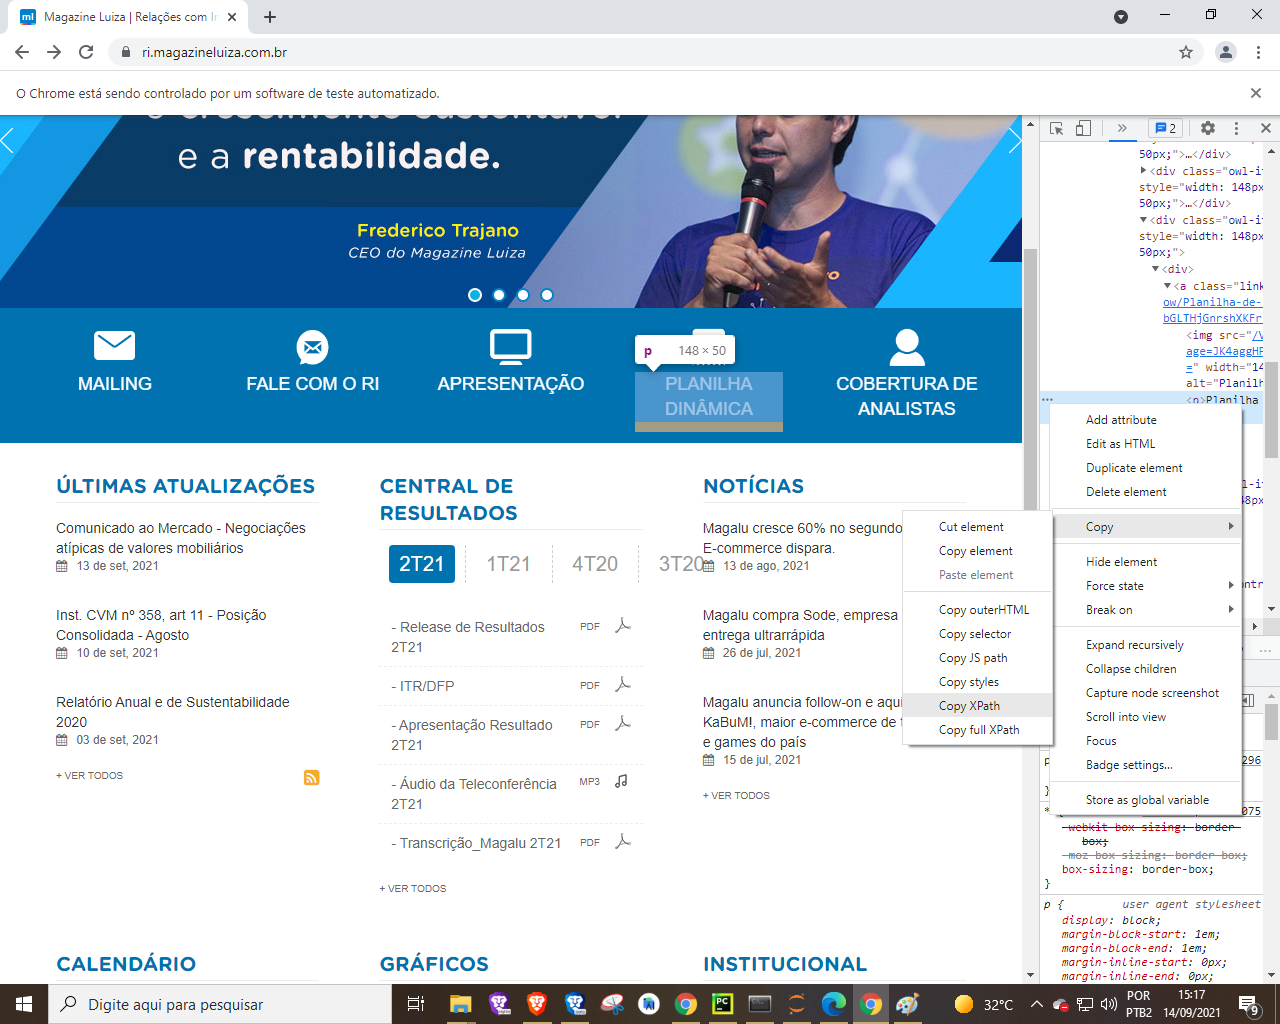 Magazine Luiza | Relações com In
ri.magazineluiza.com.br
O Chrome está sendo controlado por um software de teste automatizado.
e a rentabilidade.
Frederico Trajano
CEO do Magazine Luiza
MAILING
FALE COM O RI
APRESENTAÇÃO
p 148 × 50
PLANILHA
DINÂMICA
COBERTURA DE
ANALISTAS
ÚLTIMAS ATUALIZAÇÕES
Comunicado ao Mercado - Negociações
atípicas de valores mobiliários
13 de set, 2021
Inst. CVM nº 358, art 11 - Posição
Consolidada - Agosto
10 de set, 2021
Relatório Anual e de Sustentabilidade
2020
03 de set, 2021
+ VER TODOS
CENTRAL DE
RESULTADOS
2T21 1T21 4T20 3T20
- Release de Resultados PDF
2T21
- ITR/DFP PDF
- Apresentação Resultado PDF
2T21
- Áudio da Teleconferência MP3
2T21
- Transcrição_Magalu 2T21 PDF
+ VER TODOS
NOTÍCIAS
Magalu cresce 60% no segundo
E-commerce dispara.
13 de ago, 2021
Magalu compra Sode, empresa
entrega ultrarrápida
26 de jul, 2021
Magalu anuncia follow-on e aqui
KaBuM!, maior e-commerce de t
e games do país
15 de jul, 2021
+ VER TODOS
CALENDÁRIO
GRÁFICOS
INSTITUCIONAL
2
50px;">…</div>
<div class="owl-it
style="width: 148px
50px;">…</div>
<div class="owl-it
style="width: 148px
50px;">
<div>
<a class="link
ow/Planilha-de-
bGLTHjGnrshXKFr
<img src="/V
age=JK4aggHF
=" width="14
alt="Planil
<p>Planilha
Add attribute
Edit as HTML
Duplicate element
Delete element
Copy
Hide element
Force state
Break on
Expand recursively
Collapse children
Capture node screenshot
Scroll into view
Focus
Badge settings...
Store as global variable
Cut element
Copy element
Paste element
Copy outerHTML
Copy selector
Copy JS path
Copy styles
Copy XPath
Copy full XPath
296
}
075
-webkit-box-sizing: border-
box;
-moz-box-sizing: border-box;
box-sizing: border-box;
}
p { user agent stylesheet
display: block;
margin-block-start: 1em;
margin-block-end: 1em;
margin-inline-start: 0px;
margin-inline-end: 0px;
Digite aqui para pesquisar
32°C
POR
PTB2
15:17
14/09/2021
9